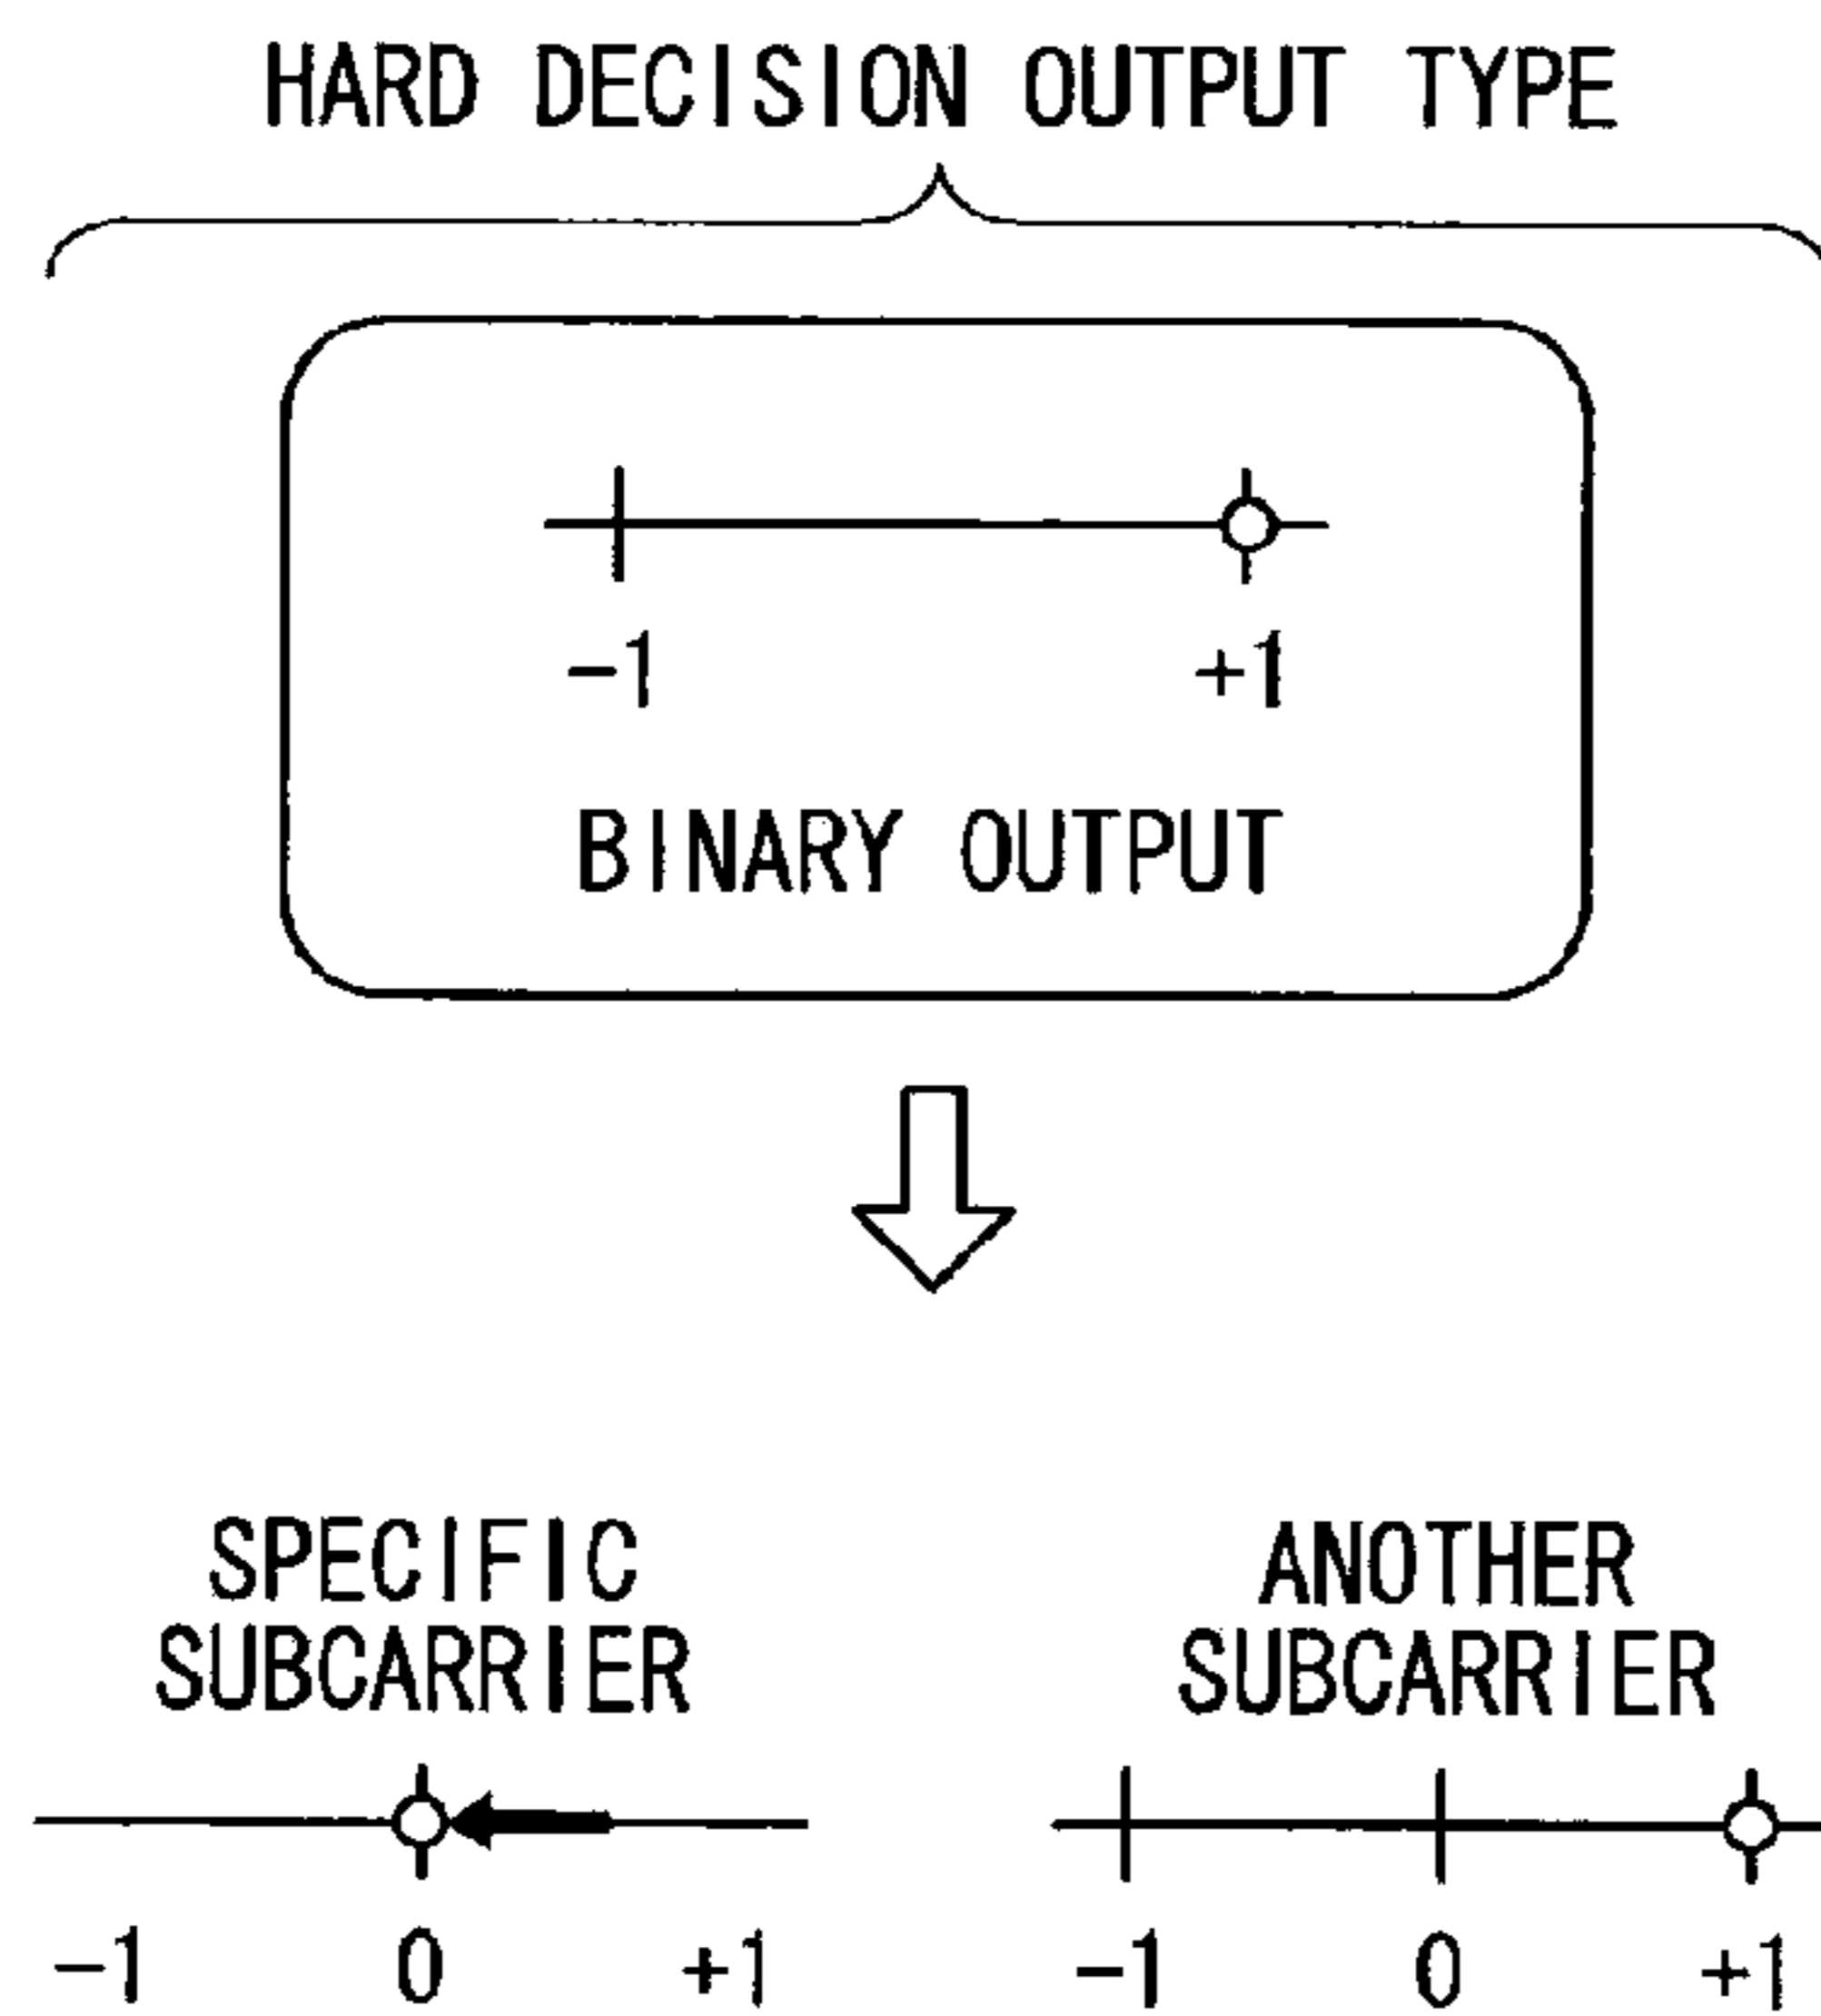 HARD DECISION OUTPUT TYPE
-1 +1
BINARY OUTPUT
SPECIFIC
SUBCARRIER
-1 0 +1
ANOTHER
SUBCARRIER
-1 0 +1